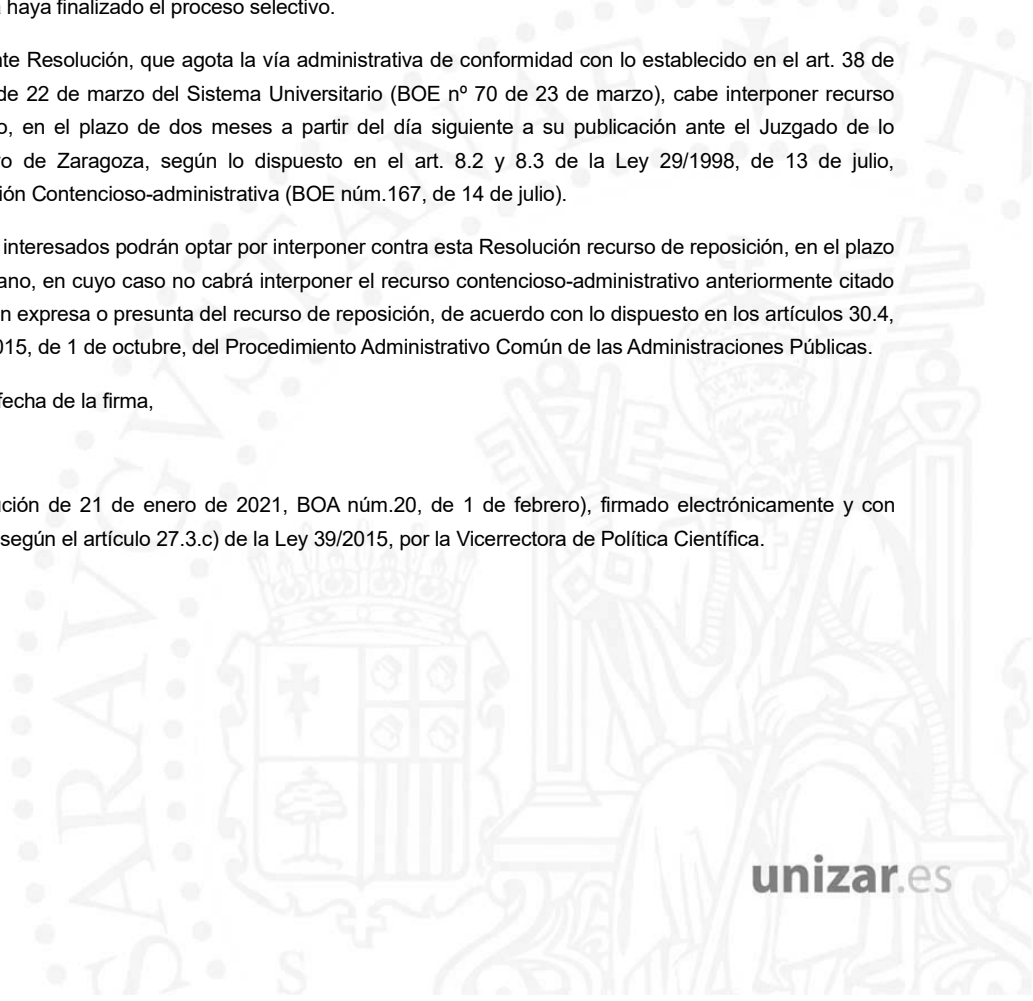 haya finalizado el proceso selectivo.
nte Resolución, que agota la vía administrativa de conformidad con lo establecido en el art. 38 de
de 22 de marzo del Sistema Universitario (BOE nº 70 de 23 de marzo), cabe interponer recurso
o, en el plazo de dos meses a partir del día siguiente a su publicación ante el Juzgado de lo
vo de Zaragoza, según lo dispuesto en el art. 8.2 y 8.3 de la Ley 29/1998, de 13 de julio,
ión Contencioso-administrativa (BOE núm.167, de 14 de julio).
interesados podrán optar por interponer contra esta Resolución recurso de reposición, en el plazo
ano, en cuyo caso no cabrá interponer el recurso contencioso-administrativo anteriormente citado
n expresa o presunta del recurso de reposición, de acuerdo con lo dispuesto en los artículos 30.4,
015, de 1 de octubre, del Procedimiento Administrativo Común de las Administraciones Públicas.
fecha de la firma,
ución de 21 de enero de 2021, BOA núm.20, de 1 de febrero), firmado electrónicamente y con
según el artículo 27.3.c) de la Ley 39/2015, por la Vicerrectora de Política Científica.
unizar.es